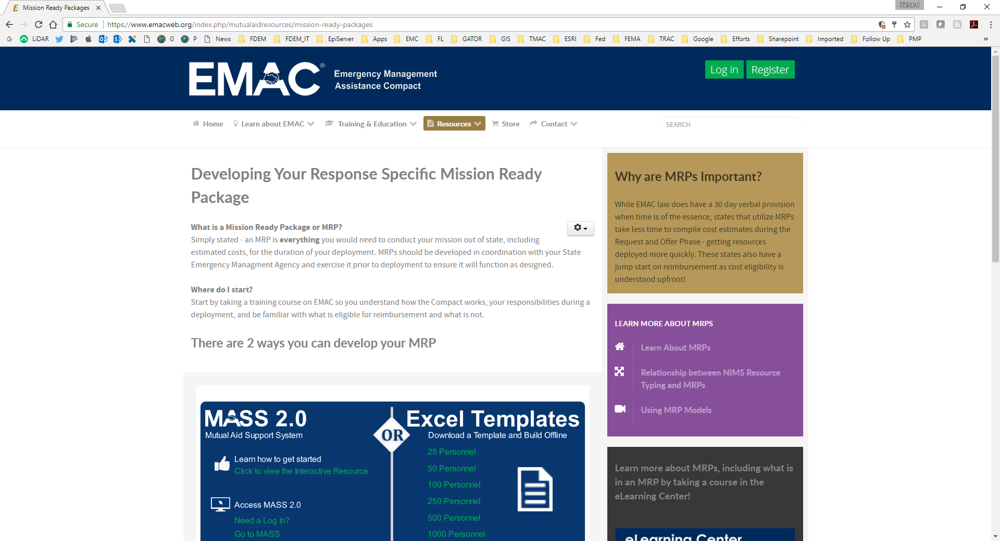 Mission Ready Packages
Richard
Secure https://www.emacweb.org/index.php/mutualaidresources/mission-ready-packages
LiDAR G P News FDEM FDEM_IT EpiServer Apps EMC FL GATOR GIS TMAC ESRI Fed FEMA TRAC Google Efforts Sharepoint Imported Follow Up PMP »
EMAC® Emergency Management
Assistance Compact
Log in Register
Home Learn about EMAC Training & Education Resources Store Contact SEARCH
Developing Your Response Specific Mission Ready
Package
What is a Mission Ready Package or MRP?
Simply stated - an MRP is everything you would need to conduct your mission out of state, including
estimated costs, for the duration of your deployment. MRPs should be developed in coordination with your State
Emergency Managment Agency and exercise it prior to deployment to ensure it will function as designed.
Where do I start?
Start by taking a training course on EMAC so you understand how the Compact works, your responsibilities during a
deployment, and be familiar with what is eligible for reimbursement and what is not.
There are 2 ways you can develop your MRP
MASS 2.0
Mutual Aid Support System
Learn how to get started
Click to view the Interactive Resource
Access MASS 2.0
Need a Log In?
Go to MASS
OR
Excel Templates
Download a Template and Build Offline
25 Personnel
50 Personnel
100 Personnel
250 Personnel
500 Personnel
1000 Personnel
Why are MRPs Important?
While EMAC law does have a 30 day verbal provision
when time is of the essence, states that utilize MRPs
take less time to compile cost estimates during the
Request and Offer Phase - getting resources
deployed more quickly. These states also have a
jump start on reimbursement as cost eligibility is
understood upfront!
LEARN MORE ABOUT MRPS
Learn About MRPs
Relationship between NIMS Resource
Typing and MRPs
Using MRP Models
Learn more about MRPs, including what is
in an MRP by taking a course in the
eLearning Center!
eLearning Center